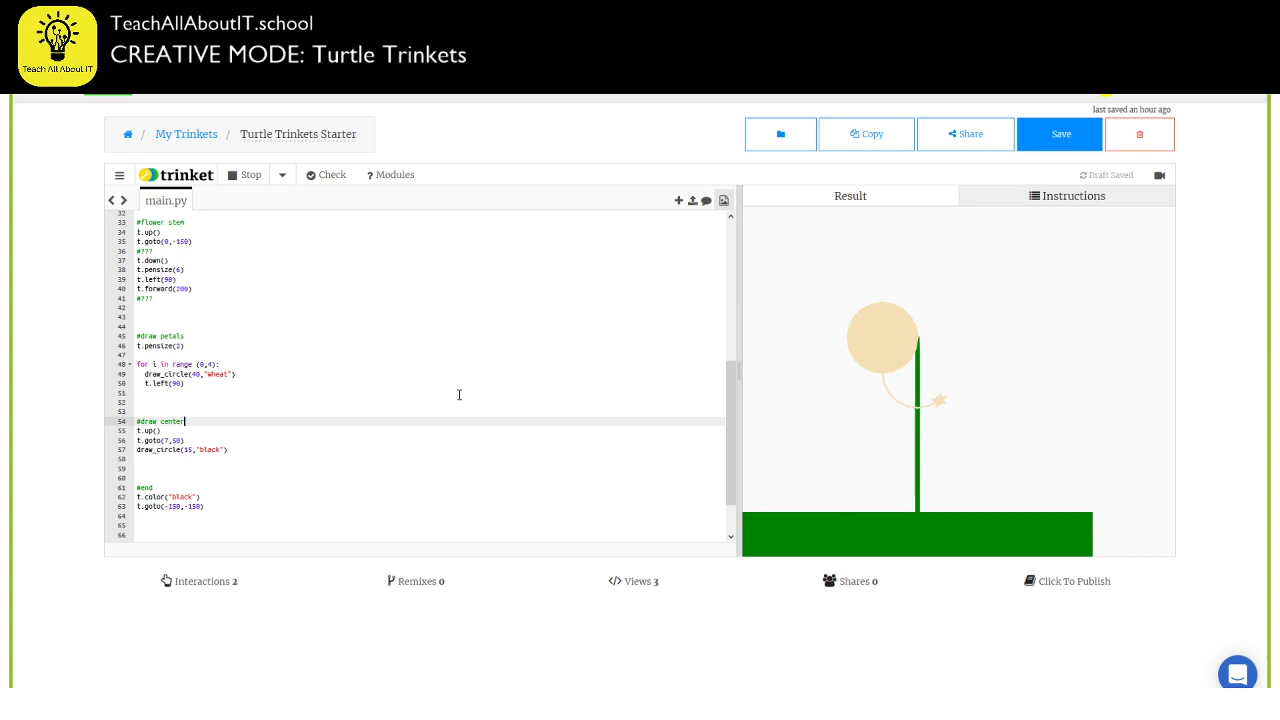 TeachAllAboutIT.school
CREATIVE MODE: Turtle Trinkets
Teach All About IT
last saved an hour ago
/ My Trinkets / Turtle Trinkets Starter
Copy Share Save
trinket Stop Check ? Modules Draft Saved
main.py Result Instructions
32
33 #flower stem
34 t.up()
35 t.goto(0,-150)
36 #???
37 t.down()
38 t.pensize(6)
39 t.left(90)
40 t.forward(200)
41 #???
42
43
44
45 #draw petals
46 t.pensize(2)
47
48 for i in range (0,4):
49 draw_circle(40,"Wheat")
50 t.left(90)
51
52
53
54 #draw center
55 t.up()
56 t.goto(7,50)
57 draw_circle(15,"black")
58
59
60
61 #end
62 t.color("black")
63 t.goto(-150,-150)
64
65
66
Interactions 2 Remixes 0 </> Views 3 Shares 0 Click To Publish